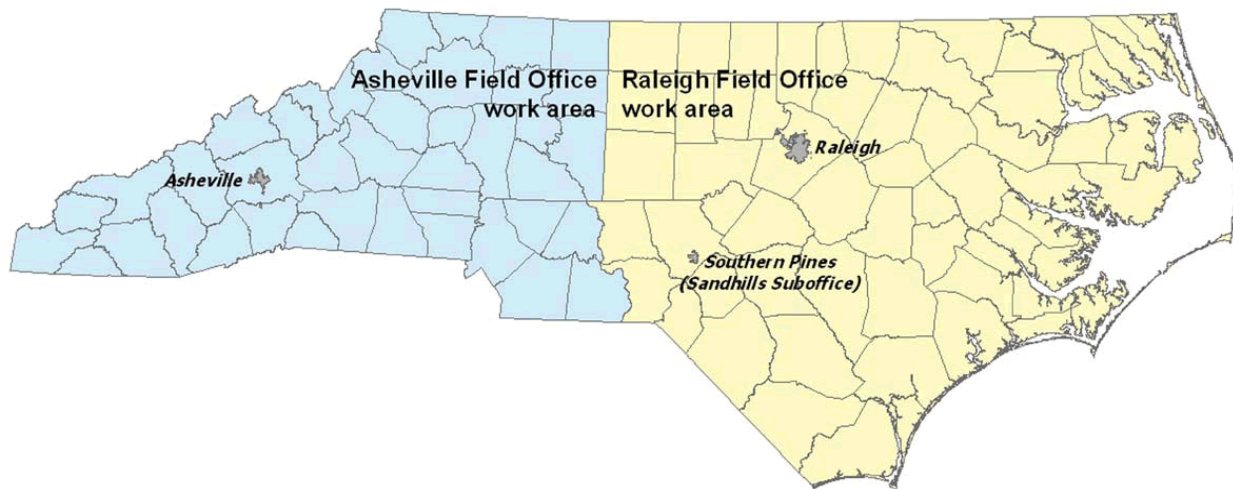 Asheville Field Office
work area
Raleigh Field Office
work area
Raleigh
Asheville
Southern Pines
(Sandhills Suboffice)